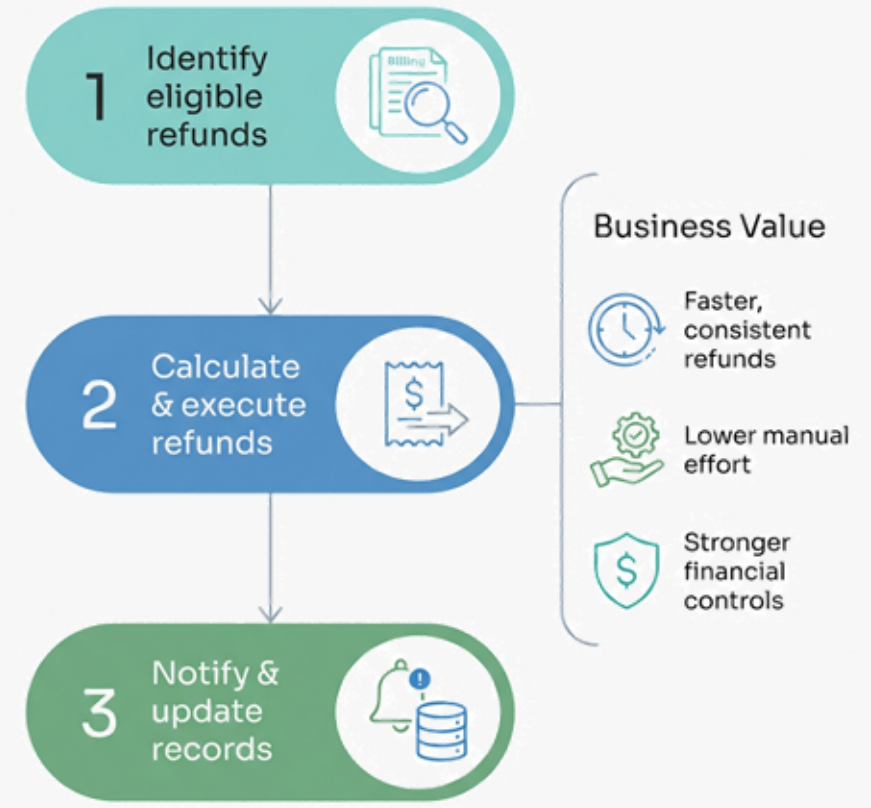 1
Identify
eligible
refunds
Billing
Business Value
Faster,
consistent
refunds
2
Calculate
& execute
refunds
$
Lower manual
effort
Stronger
financial
controls
$
3
Notify &
update
records
!